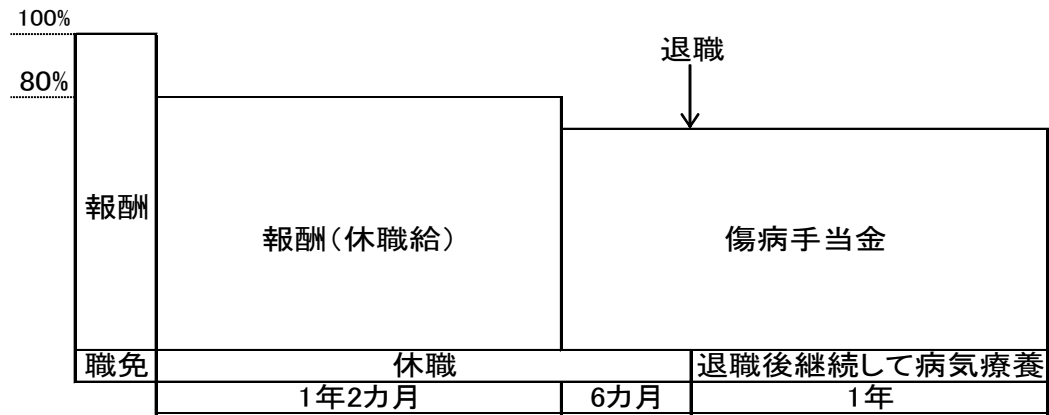 100%
退職
80%
報酬
報酬（休職給）
傷病手当金
職免
休職
退職後継続して病気療養
1年2カ月
6カ月
1年